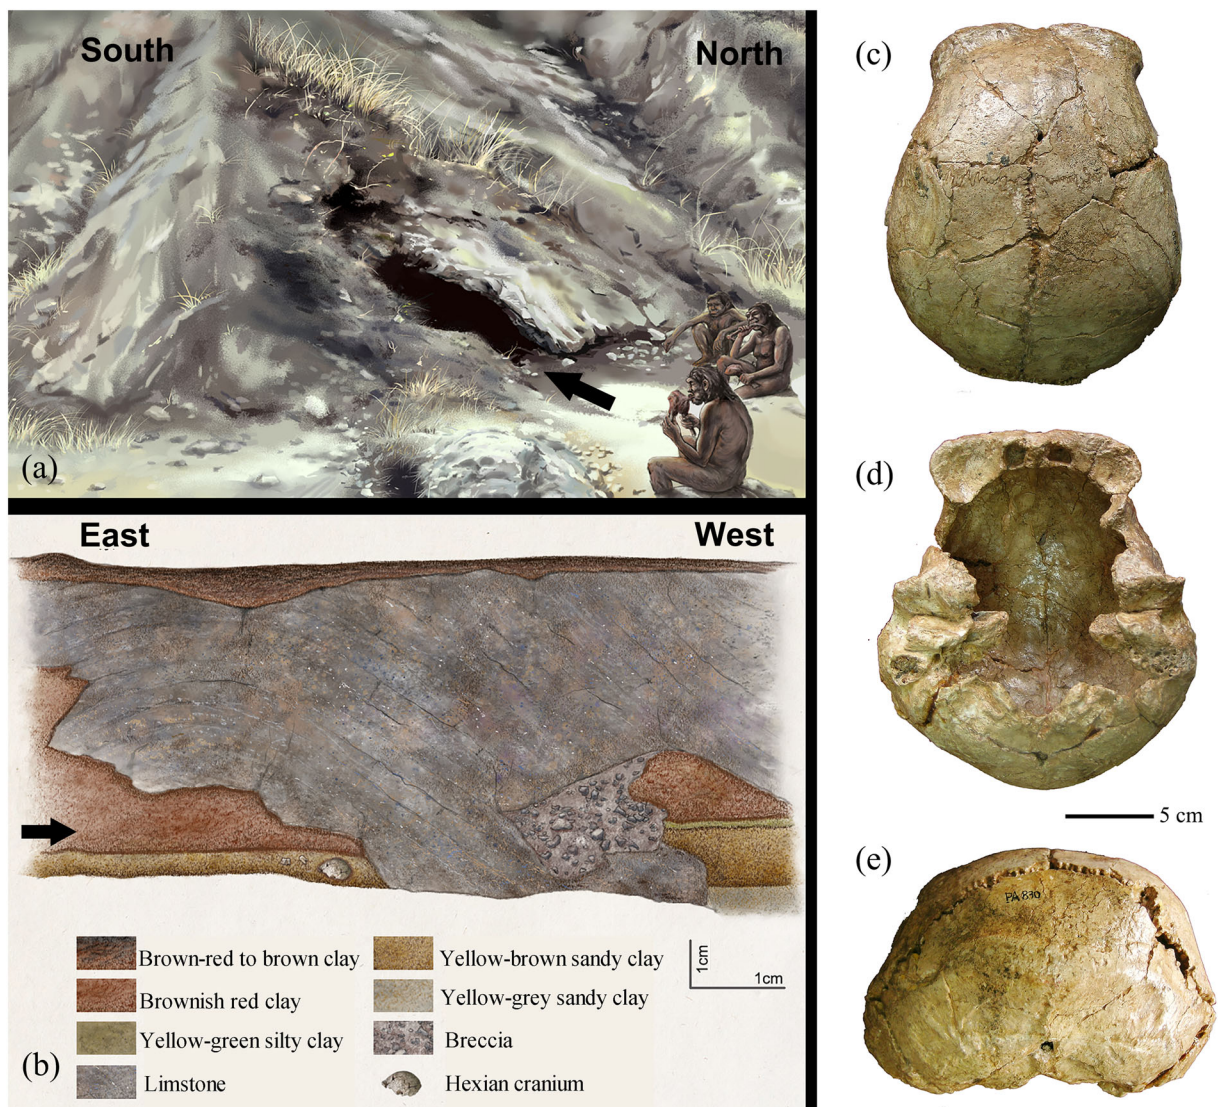 South
North
(a)
East
West
Brown-red to brown clay
Yellow-brown sandy clay
1cm
1cm
Brownish red clay
Yellow-grey sandy clay
Yellow-green silty clay
Breccia
(b)
Limstone
Hexian cranium
(c)
(d)
5 cm
(e)
PA 830